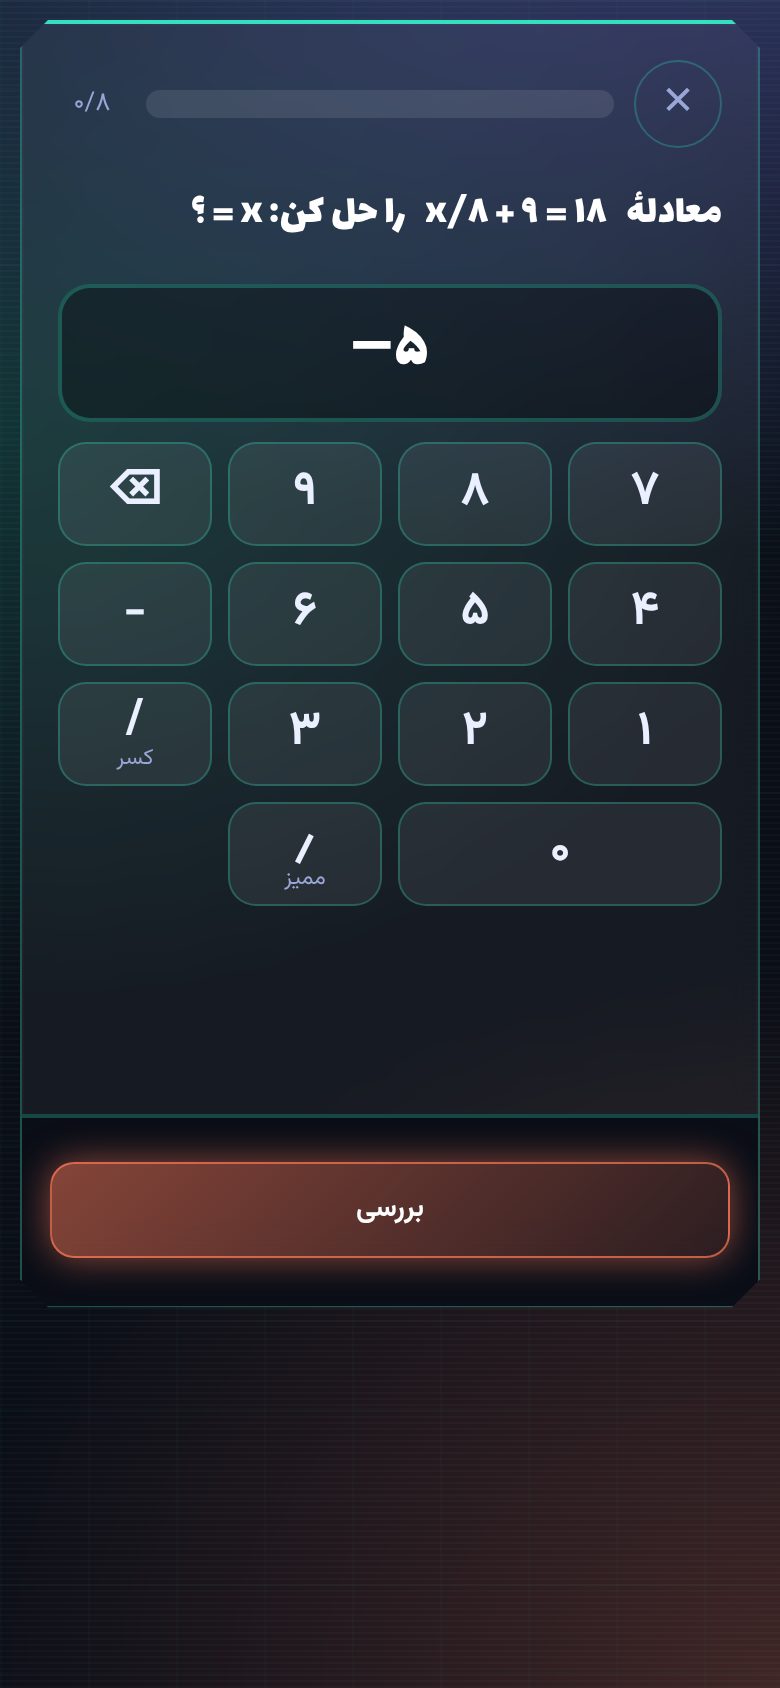 ✕ ۰/۸
معادلهٔ x/۸ + ۹ = ۱۸ را حل کن: x = ؟
−۵
۷ ۸ ۹
۴ ۵ ۶ -
۱ ۲ ۳ / کسر
۰ / ممیز
بررسی